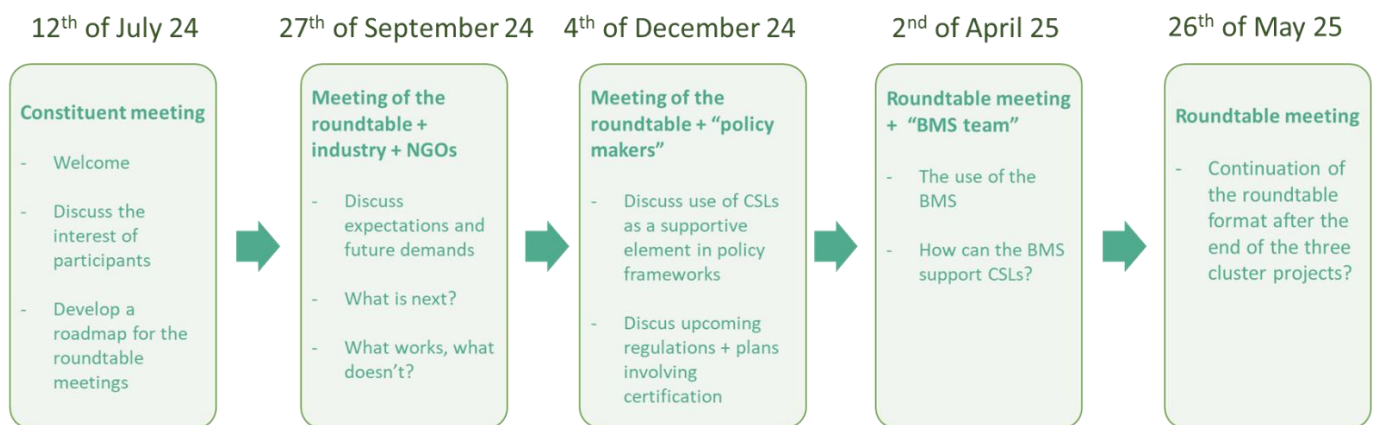 12th of July 24
Constituent meeting
- Welcome
- Discuss the
interest of
participants
- Develop a
roadmap for the
roundtable
meetings
27th of September 24
Meeting of the
roundtable +
industry + NGOs
- Discuss
expectations and
future demands
- What is next?
- What works, what
doesn't?
4th of December 24
Meeting of the
roundtable + "policy
makers"
- Discuss use of CSLs
as a supportive
element in policy
frameworks
- Discus upcoming
regulations + plans
involving
certification
2nd of April 25
Roundtable meeting
+ "BMS team"
- The use of the
BMS
- How can the BMS
support CSLs?
26th of May 25
Roundtable meeting
- Continuation of
the roundtable
format after the
end of the three
cluster projects?